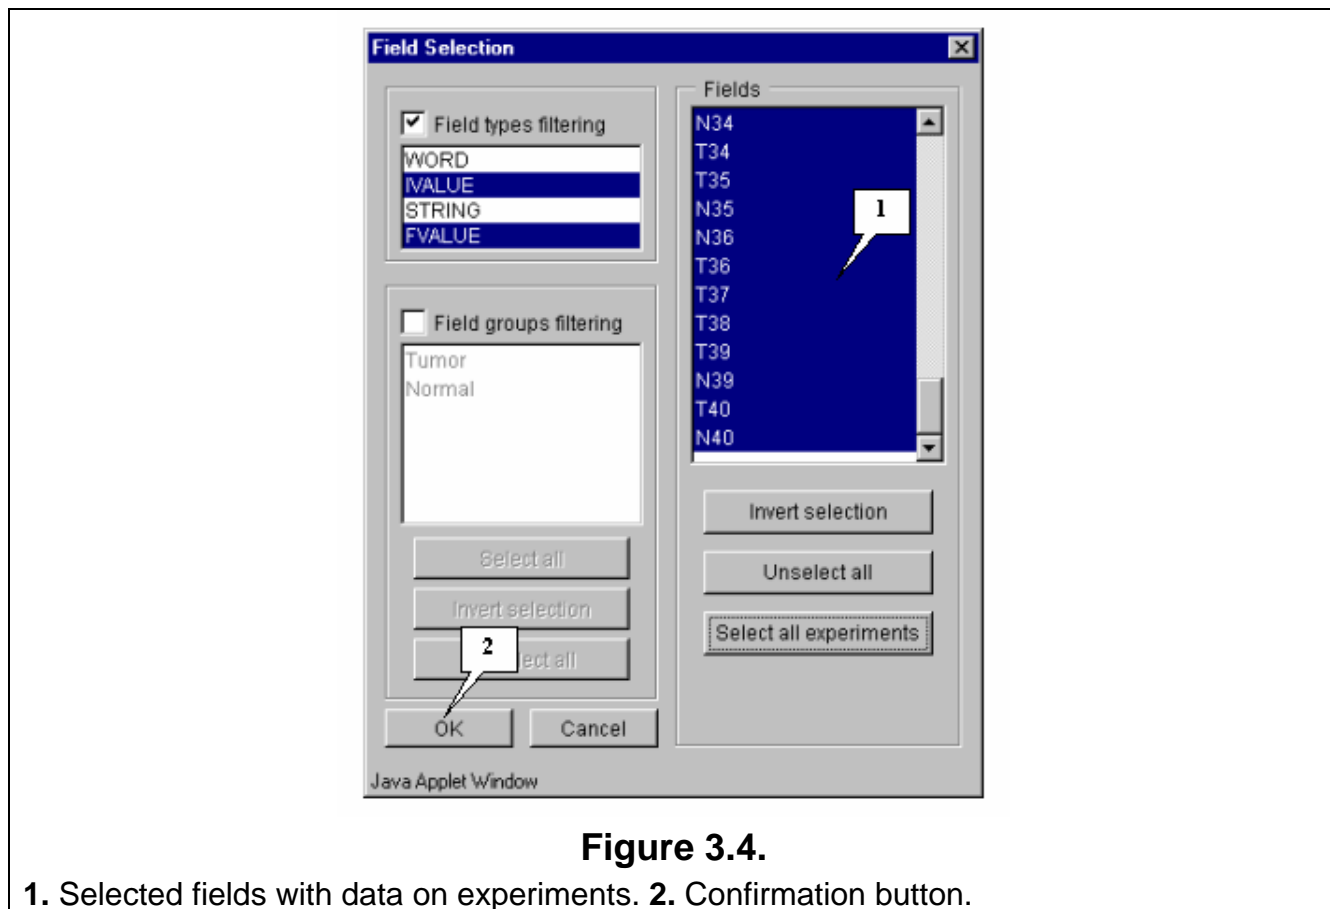 Field Selection
Field types filtering
WORD
IVALUE
STRING
FVALUE
Field groups filtering
Tumor
Normal
Select all
Invert selection
2
OK
Cancel
Java Applet Window
Fields
N34
T34
T35
N35
1
N36
T36
T37
T38
T39
N39
T40
N40
Invert selection
Unselect all
Select all experiments
Figure 3.4.
1. Selected fields with data on experiments. 2. Confirmation button.